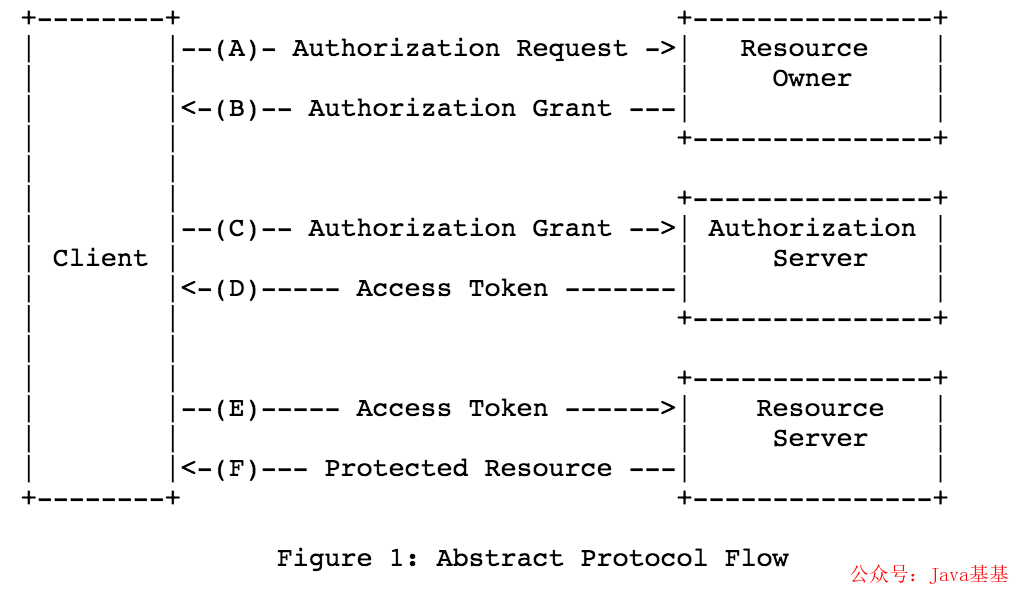 --(A)- Authorization Request ->
Resource
Owner
<-(B)-- Authorization Grant ---
--(C)-- Authorization Grant -->
Authorization
Server
Client
<-(D)----- Access Token -------
--(E)----- Access Token ------>
Resource
Server
<-(F)--- Protected Resource ---
Figure 1: Abstract Protocol Flow
公众号：Java基基